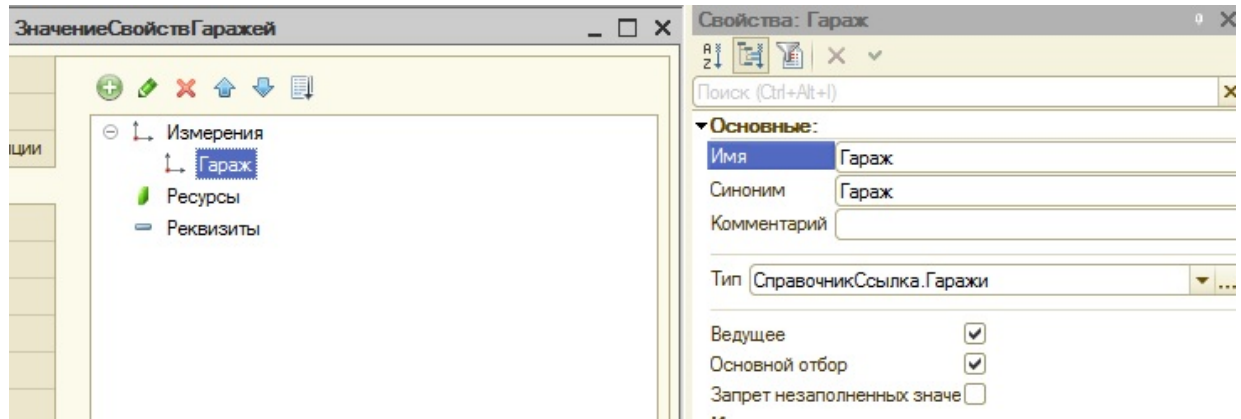 ЗначениеСвойствГаражей
ции
Измерения
Гараж
Ресурсы
Реквизиты
Свойства: Гараж
Поиск (Ctrl+Alt+I)
Основные:
Имя Гараж
Синоним Гараж
Комментарий
Тип СправочникСсылка.Гаражи ...
Ведущее
Основной отбор
Запрет незаполненных значе